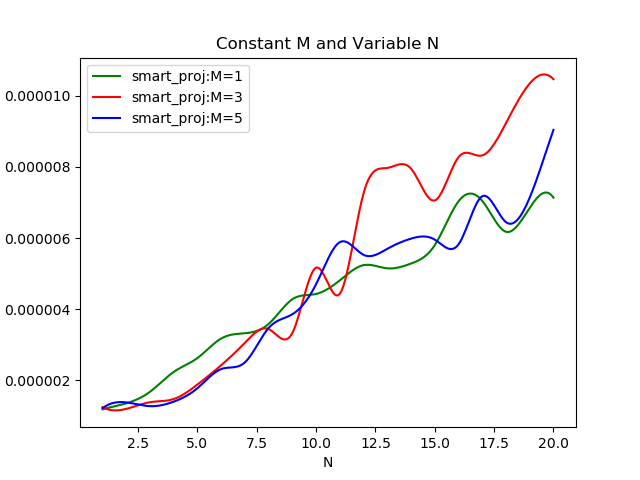 Constant M and Variable N
smart_proj:M=1
smart_proj:M=3
smart_proj:M=5
0.000010
0.000008
0.000006
0.000004
0.000002
2.5 5.0 7.5 10.0 12.5 15.0 17.5 20.0
N